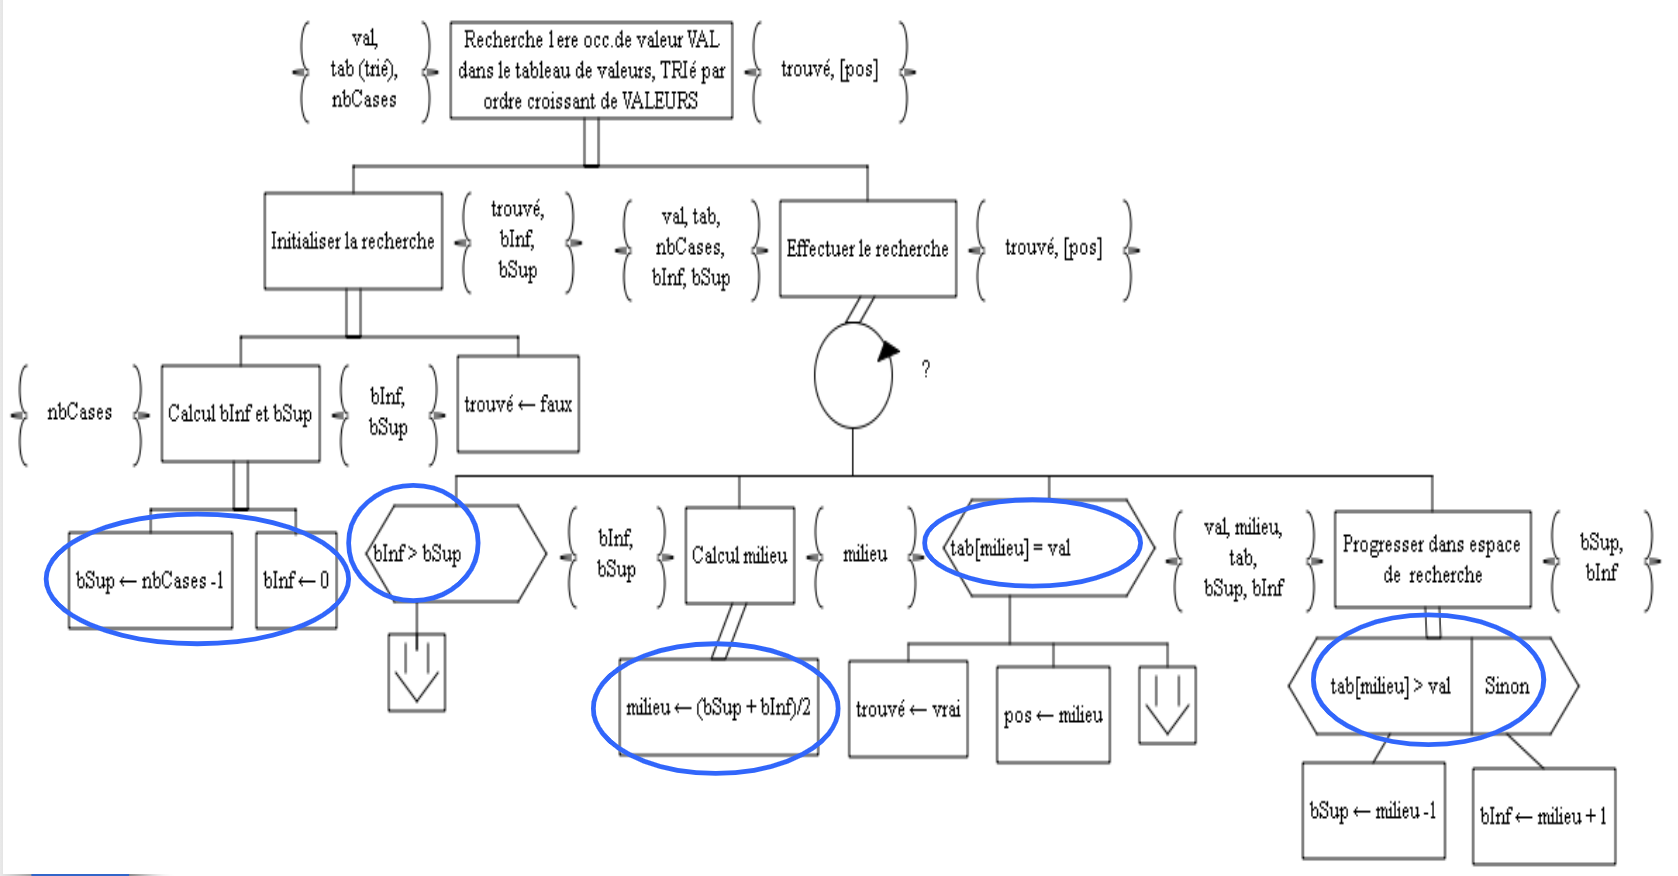 val,
tab (trié),
nbCases
Recherche 1ere occ.de valeur VAL
dans le tableau de valeurs, TRIé par
ordre croissant de VALEURS
trouvé, [pos]
Initialiser la recherche
trouvé,
bInf,
bSup
val, tab,
nbCases,
bInf, bSup
Effectuer le recherche
trouvé, [pos]
?
nbCases
Calcul bInf et bSup
bInf,
bSup
trouvé ← faux
bSup ← nbCases -1
bInf ← 0
bInf > bSup
bInf,
bSup
Calcul milieu
milieu
tab[milieu] = val
val, milieu,
tab,
bSup, bInf
Progresser dans espace
de recherche
bSup,
bInf
milieu ← (bSup + bInf)/2
trouvé ← vrai
pos ← milieu
tab[milieu] > val
Sinon
bSup ← milieu -1
bInf ← milieu + 1